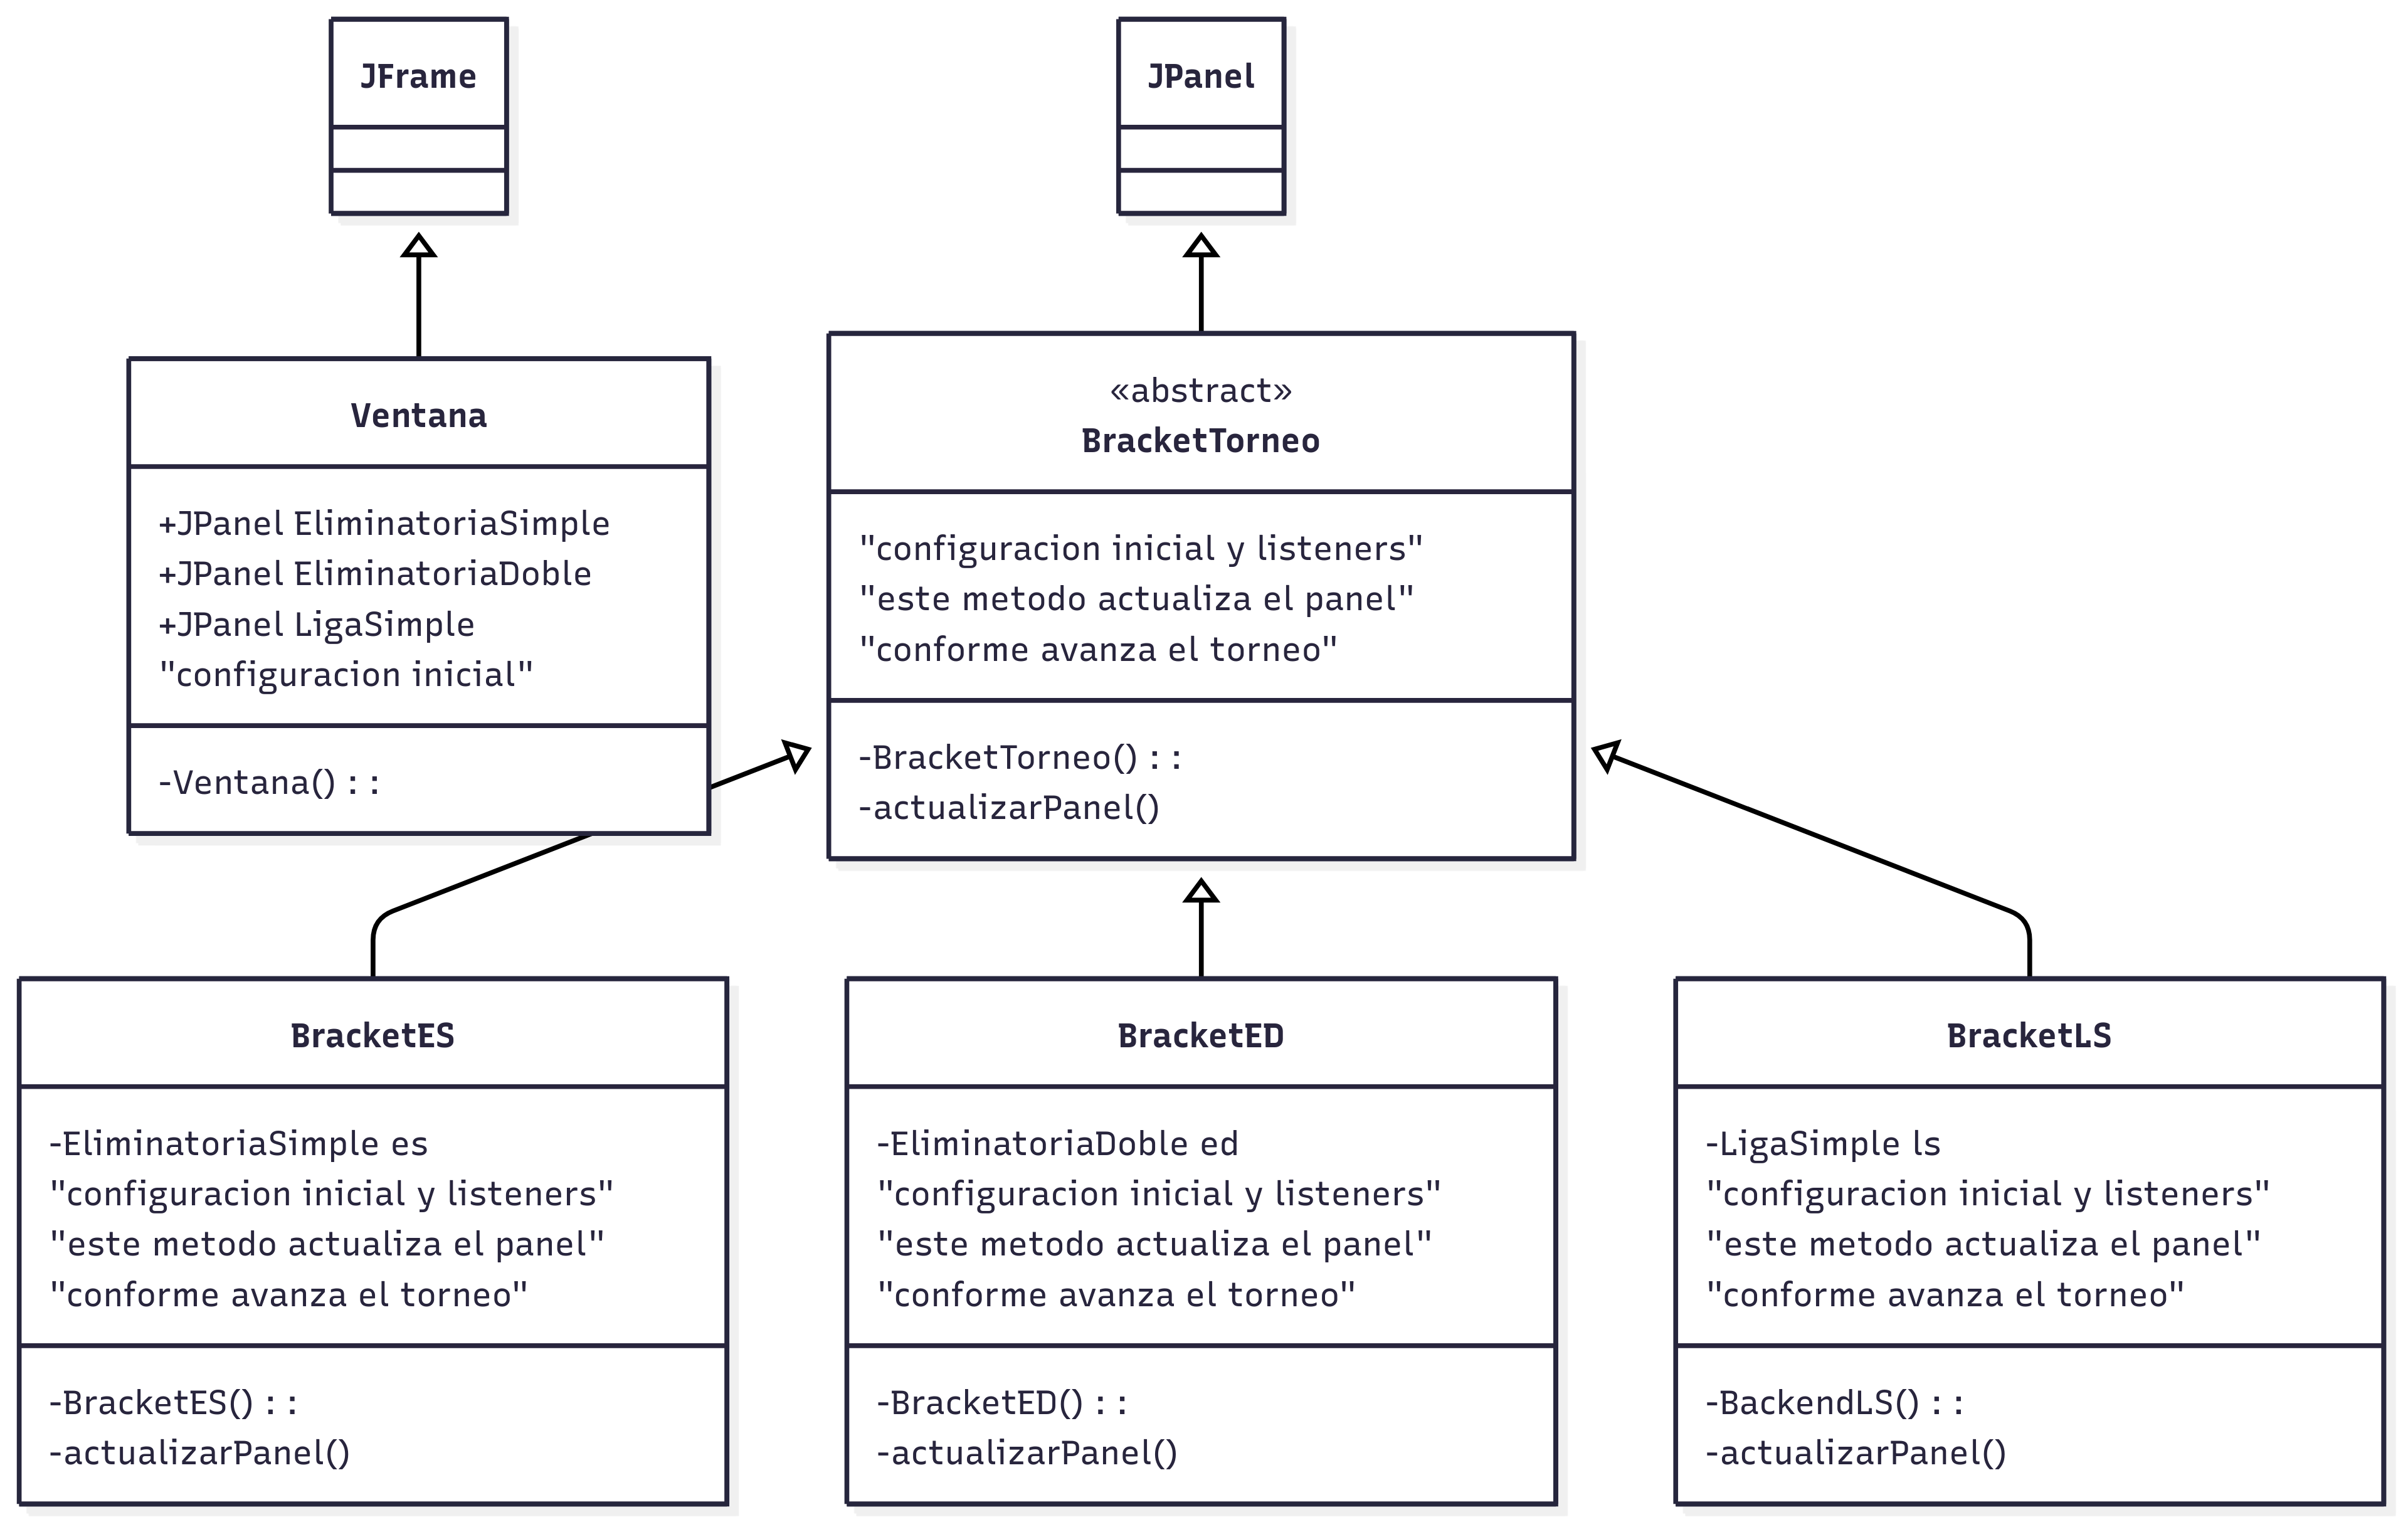 JFrame
JPanel
Ventana
+JPanel EliminatoriaSimple
+JPanel EliminatoriaDoble
+JPanel LigaSimple
"configuracion inicial"
-Ventana() : :
«abstract»
BracketTorneo
"configuracion inicial y listeners"
"este metodo actualiza el panel"
"conforme avanza el torneo"
-BracketTorneo() : :
-actualizarPanel()
BracketES
-EliminatoriaSimple es
"configuracion inicial y listeners"
"este metodo actualiza el panel"
"conforme avanza el torneo"
-BracketES() : :
-actualizarPanel()
BracketED
-EliminatoriaDoble ed
"configuracion inicial y listeners"
"este metodo actualiza el panel"
"conforme avanza el torneo"
-BracketED() : :
-actualizarPanel()
BracketLS
-LigaSimple ls
"configuracion inicial y listeners"
"este metodo actualiza el panel"
"conforme avanza el torneo"
-BackendLS() : :
-actualizarPanel()